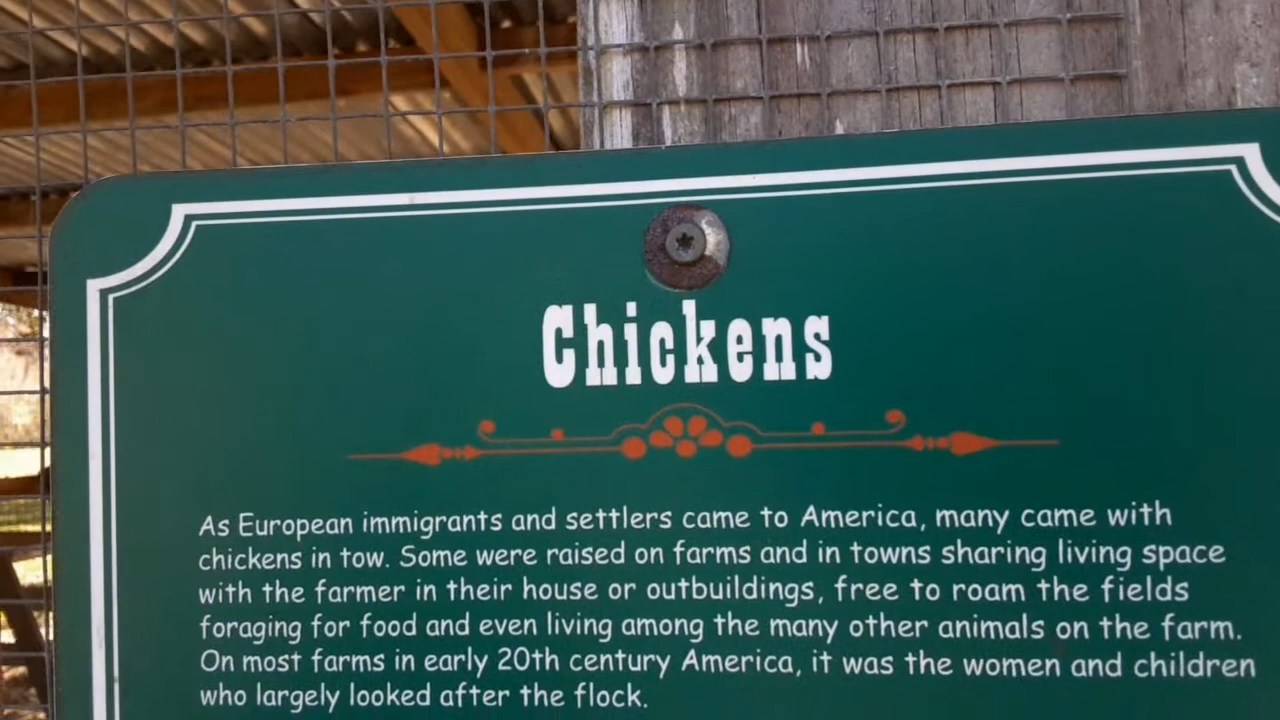 Chickens
As European immigrants and settlers came to America, many came with
chickens in tow. Some were raised on farms and in towns sharing living space
with the farmer in their house or outbuildings, free to roam the fields
foraging for food and even living among the many other animals on the farm.
On most farms in early 20th century America, it was the women and children
who largely looked after the flock.